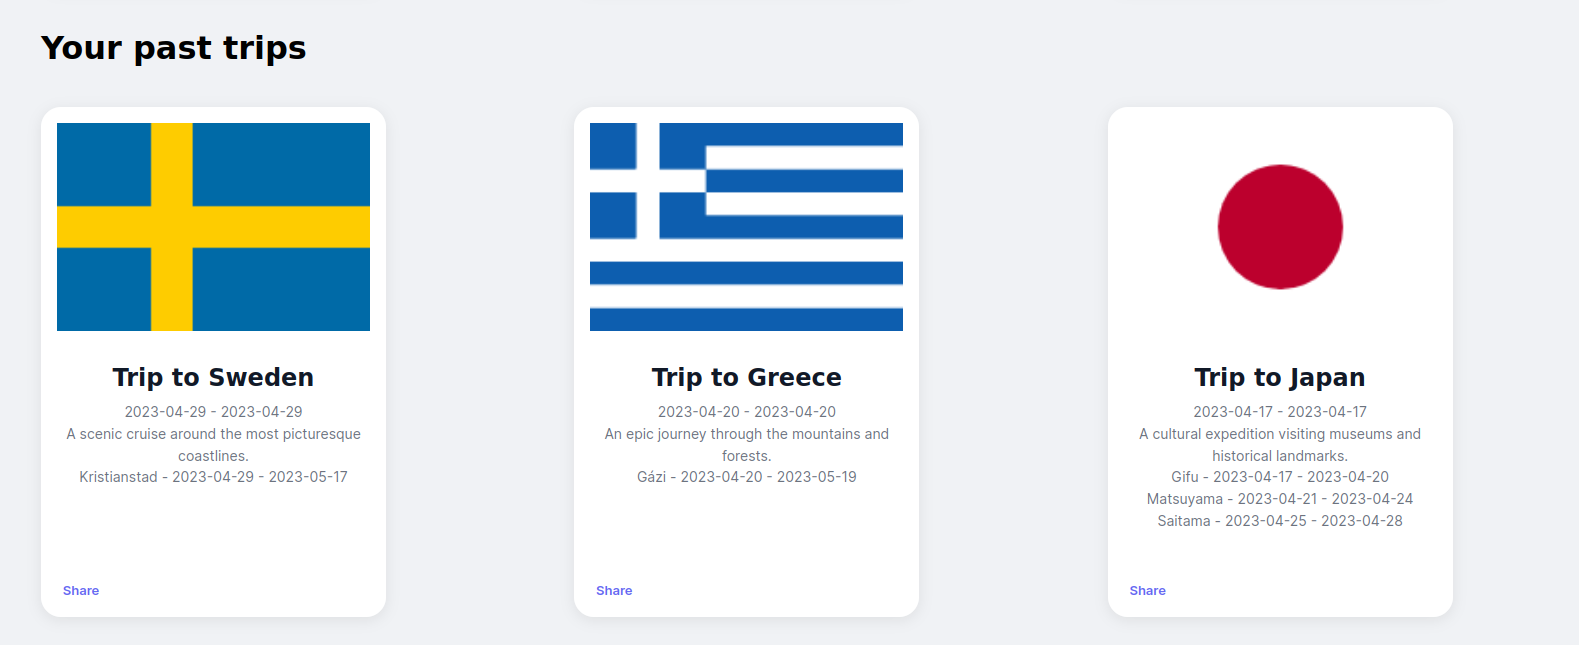 Your past trips
Trip to Sweden
2023-04-29 - 2023-04-29
A scenic cruise around the most picturesque
coastlines.
Kristianstad - 2023-04-29 - 2023-05-17
Share
Trip to Greece
2023-04-20 - 2023-04-20
An epic journey through the mountains and
forests.
Gázi - 2023-04-20 - 2023-05-19
Share
Trip to Japan
2023-04-17 - 2023-04-17
A cultural expedition visiting museums and
historical landmarks.
Gifu - 2023-04-17 - 2023-04-20
Matsuyama - 2023-04-21 - 2023-04-24
Saitama - 2023-04-25 - 2023-04-28
Share